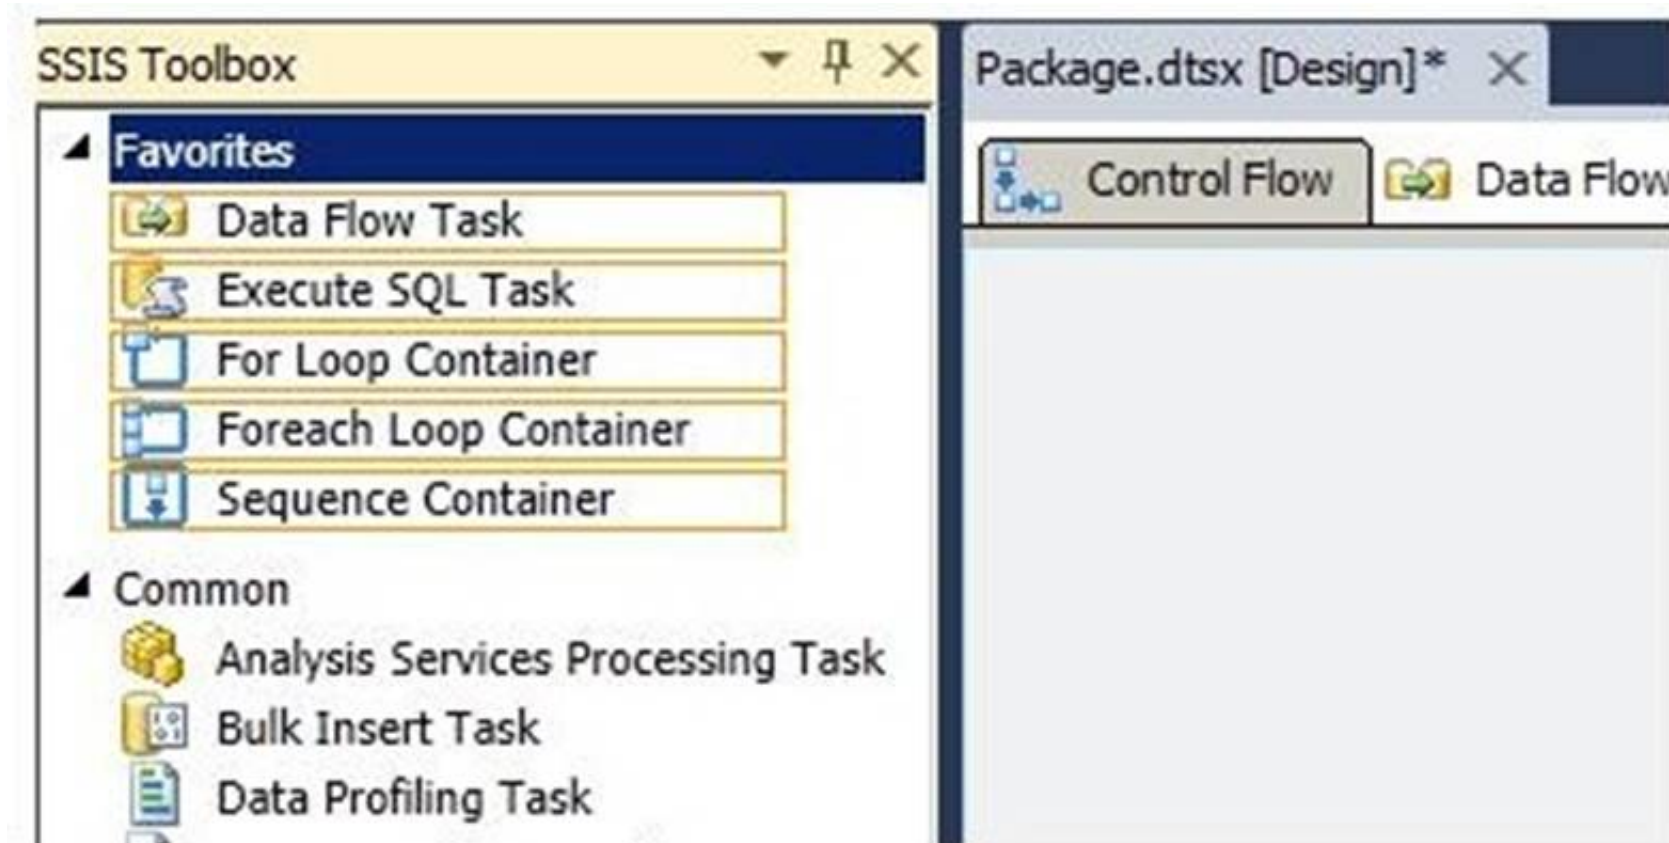 SSIS Toolbox
Favorites
Data Flow Task
Execute SQL Task
For Loop Container
Foreach Loop Container
Sequence Container
Common
Analysis Services Processing Task
Bulk Insert Task
Data Profiling Task
Package.dtsx [Design]*
Control Flow
Data Flow